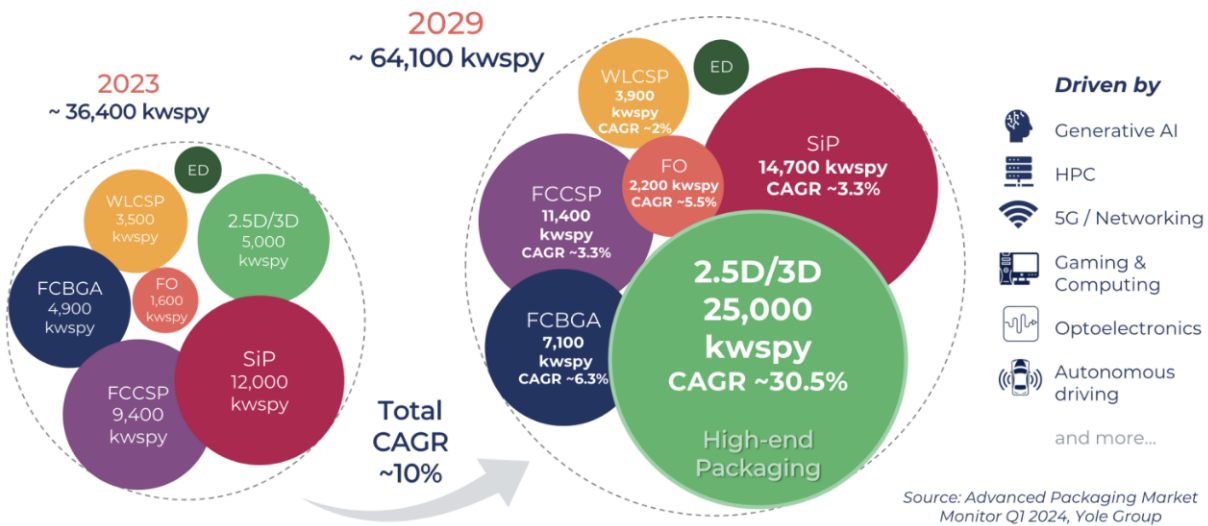 2023
~ 36,400 kwspy
ED
WLCSP
3,500
kwspy
2.5D/3D
5,000
kwspy
FCBGA
4,900
kwspy
FO
1,600
kwspy
SiP
12,000
kwspy
FCCSP
9,400
kwspy
Total
CAGR
~10%
2029
~ 64,100 kwspy
WLCSP
3,900
kwspy
CAGR ~2%
ED
SiP
14,700 kwspy
CAGR ~3.3%
FO
2,200 kwspy
CAGR ~5.5%
FCCSP
11,400
kwspy
CAGR ~3.3%
FCBGA
7,100
kwspy
CAGR ~6.3%
2.5D/3D
25,000
kwspy
CAGR ~30.5%
High-end
Packaging
Driven by
Generative AI
HPC
5G / Networking
Gaming &
Computing
Optoelectronics
Autonomous
driving
and more...
Source: Advanced Packaging Market
Monitor Q1 2024, Yole Group